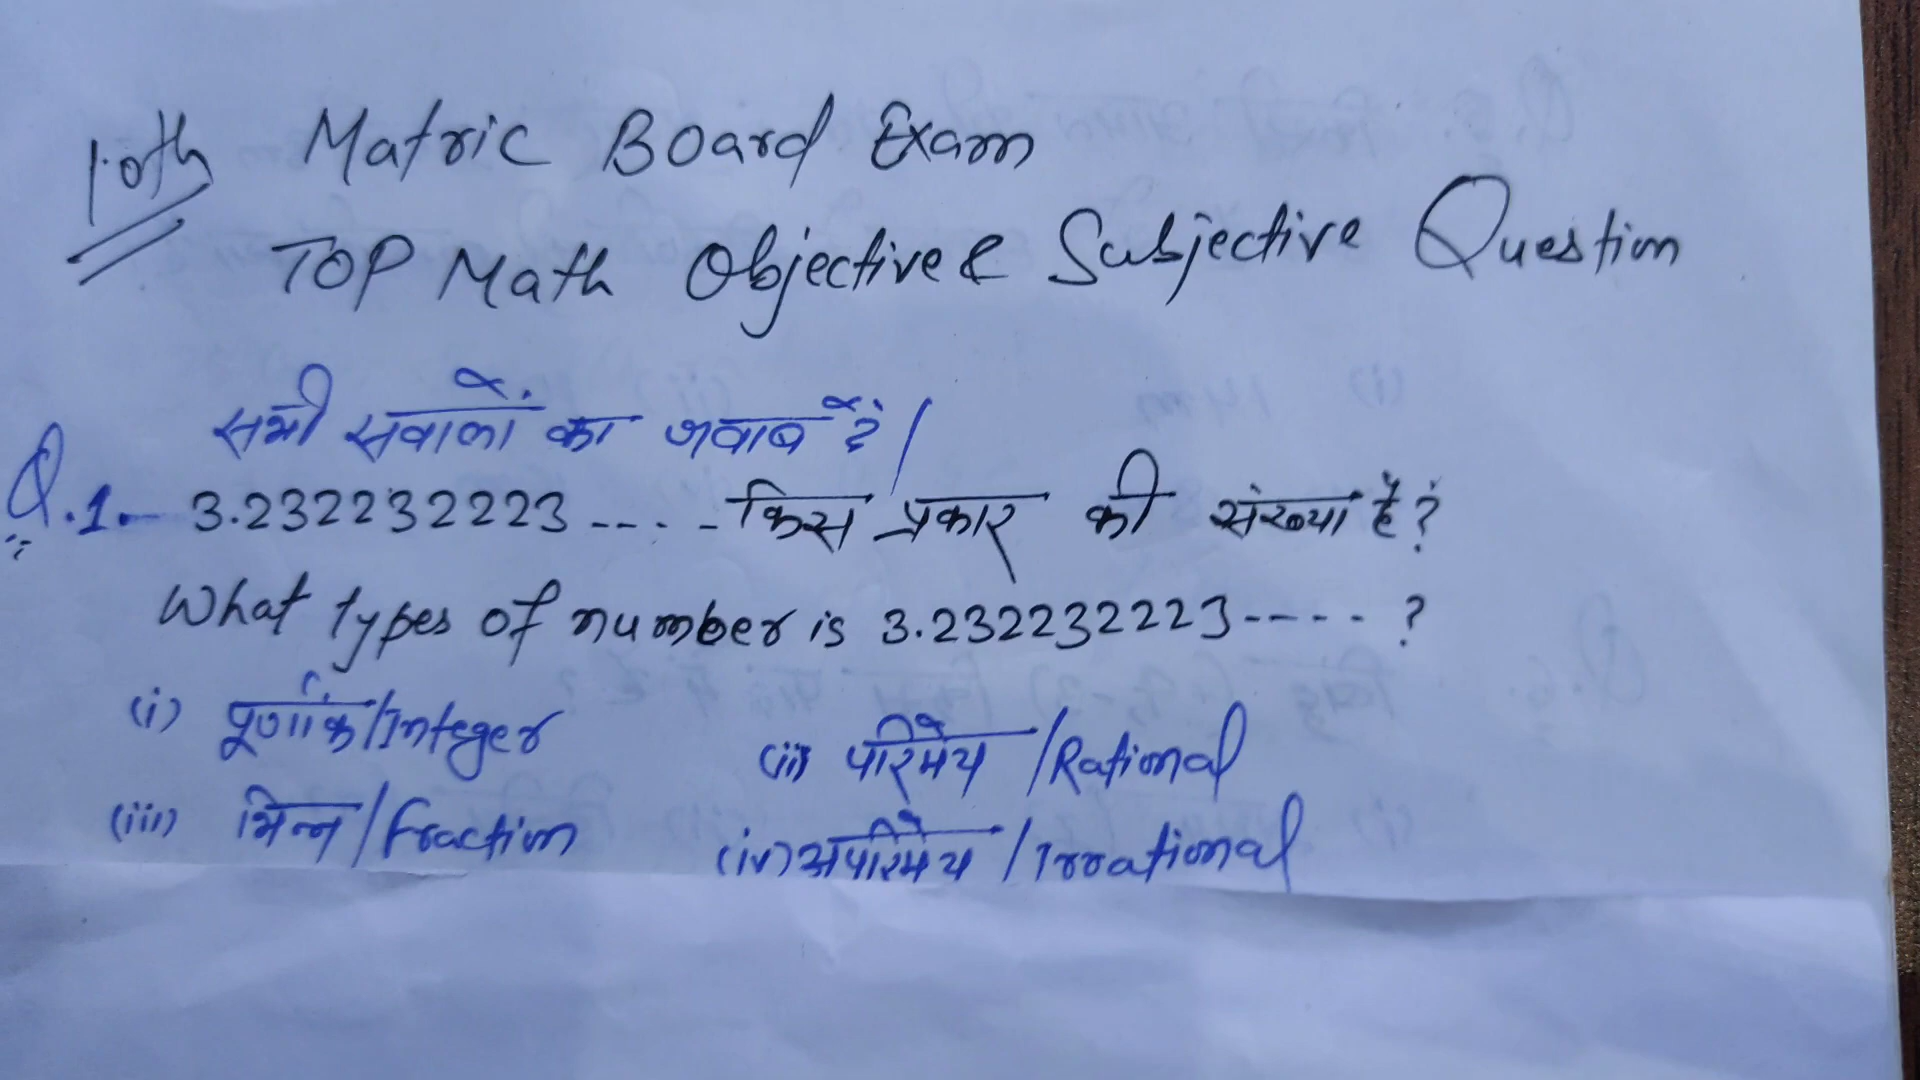 10th Matric Board Exam
TOP Math Objective & Subjective Question
सभी सवालों का जवाब दें।
Q.1.- 3.232232223---- किस प्रकार की संख्या है?
What types of number is 3.232232223----?
(i) पूर्णांक/Integer (ii) परिमेय/Rational
(iii) भिन्न/fraction (iv) अपरिमेय/Irrational